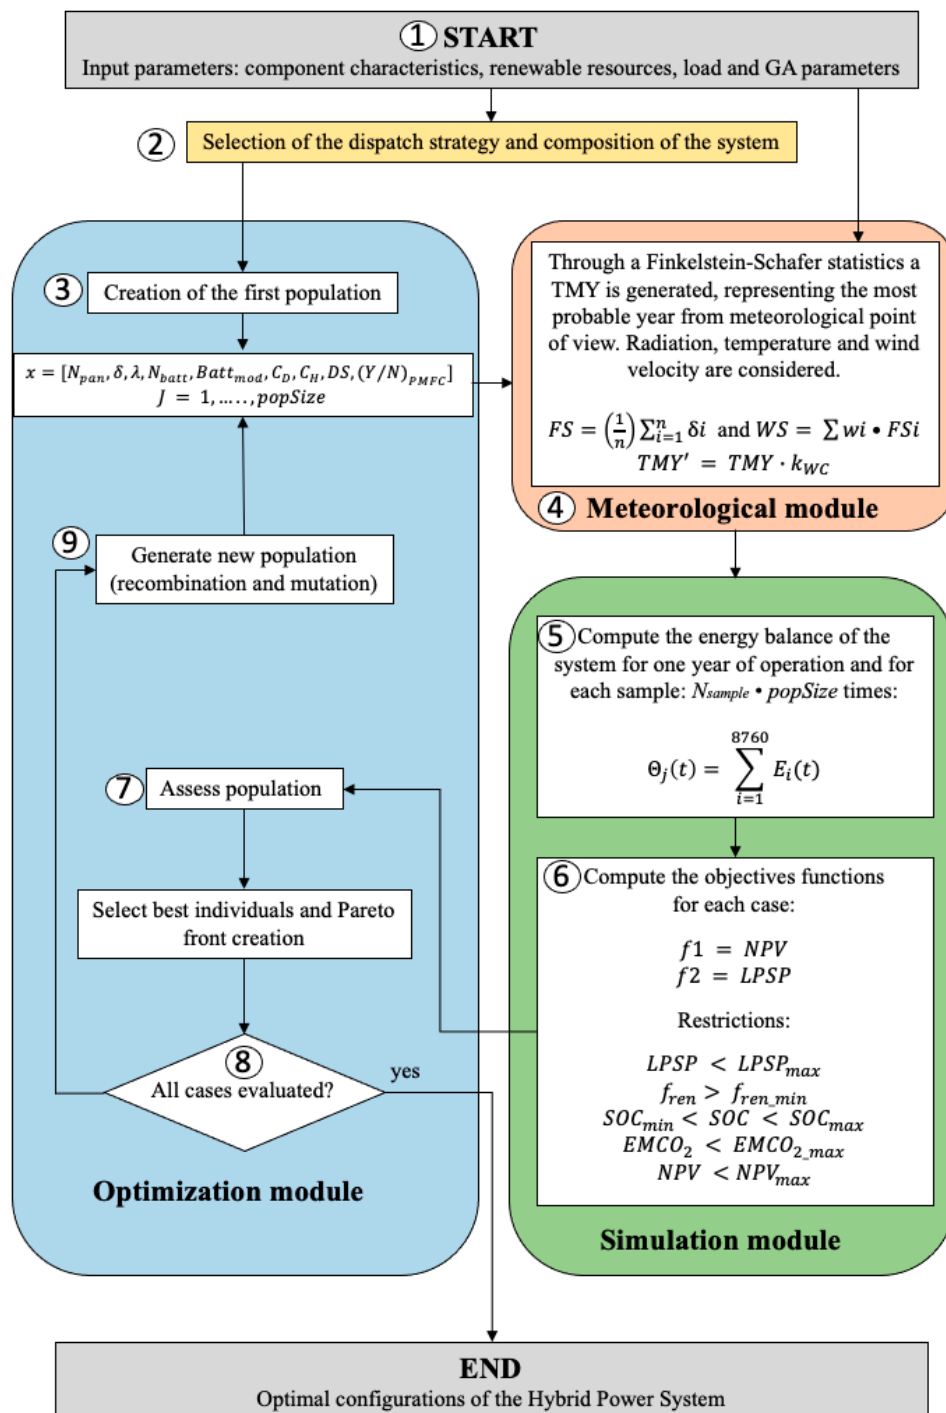 ① START
Input parameters: component characteristics, renewable resources, load and GA parameters
② Selection of the dispatch strategy and composition of the system
③ Creation of the first population
x = [N_pan, δ, λ, N_batt, Batt_mod, C_D, C_H, DS, (Y/N)_PMFC]
J = 1, ....., popSize
Through a Finkelstein-Schafer statistics a
TMY is generated, representing the most
probable year from meteorological point
of view. Radiation, temperature and wind
velocity are considered.
FS = (1/n) ∑_{i=1}^{n} δi and WS = ∑ wi • FSi
TMY' = TMY · k_WC
④ Meteorological module
⑤ Compute the energy balance of the
system for one year of operation and for
each sample: N_sample • popSize times:
Θ_j(t) = ∑_{i=1}^{8760} E_i(t)
⑥ Compute the objectives functions
for each case:
f1 = NPV
f2 = LPSP
Restrictions:
LPSP < LPSP_max
f_ren > f_ren_min
SOC_min < SOC < SOC_max
EMCO_2 < EMCO_2_max
NPV < NPV_max
Simulation module
⑦ Assess population
Select best individuals and Pareto
front creation
⑧
All cases evaluated?
yes
⑨ Generate new population
(recombination and mutation)
Optimization module
END
Optimal configurations of the Hybrid Power System